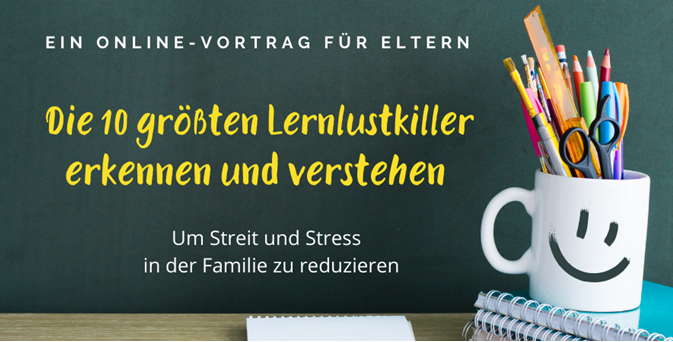 EIN ONLINE-VORTRAG FÜR ELTERN
Die 10 größten Lernlustkiller
erkennen und verstehen
Um Streit und Stress
in der Familie zu reduzieren